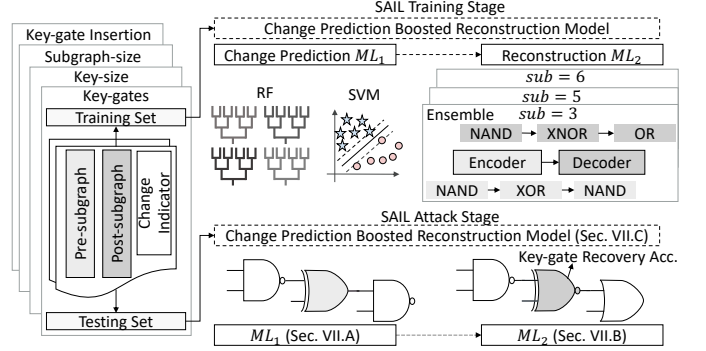 Key-gate Insertion
Subgraph-size
Key-size
Key-gates
Training Set
Pre-subgraph
Post-subgraph
Change
Indicator
Testing Set
SAIL Training Stage
Change Prediction Boosted Reconstruction Model
Change Prediction ML₁
Reconstruction ML₂
RF
SVM
sub = 6
sub = 5
Ensemble sub = 3
NAND XNOR OR
Encoder Decoder
NAND XOR NAND
SAIL Attack Stage
Change Prediction Boosted Reconstruction Model (Sec. VII.C)
Key-gate Recovery Acc.
ML₁ (Sec. VII.A)
ML₂ (Sec. VII.B)